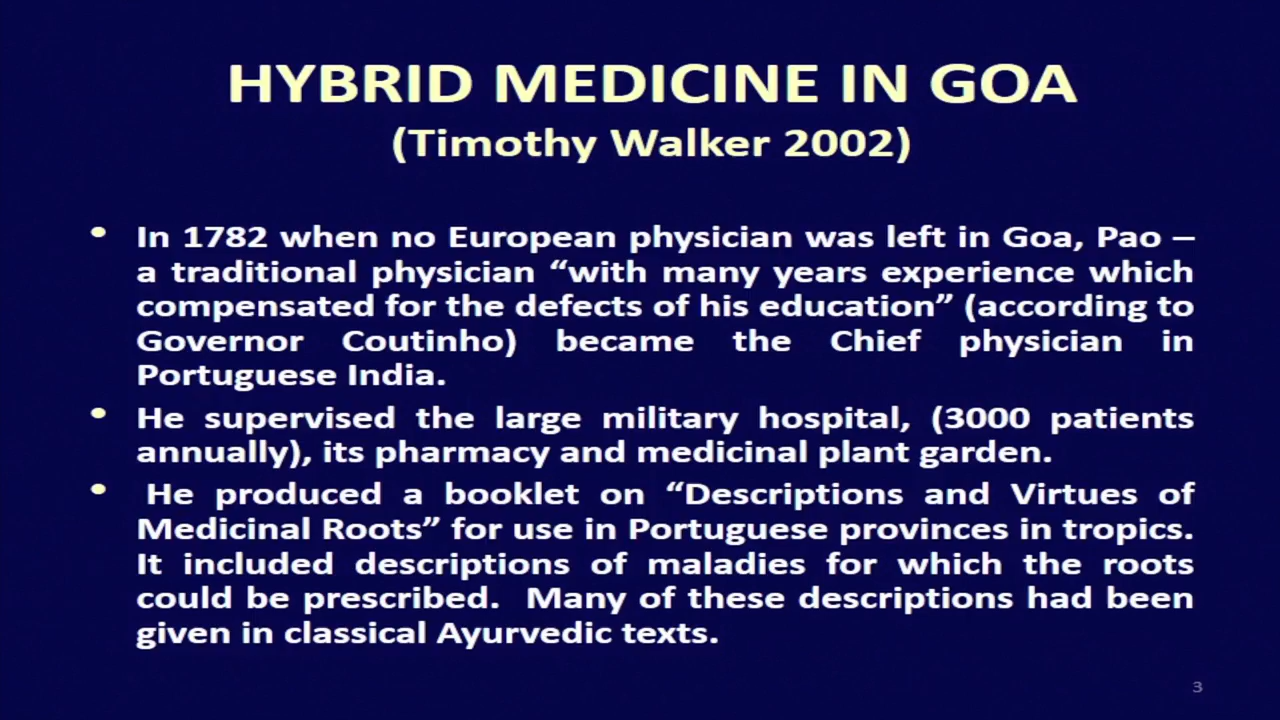 HYBRID MEDICINE IN GOA
(Timothy Walker 2002)
• In 1782 when no European physician was left in Goa, Pao –
a traditional physician “with many years experience which
compensated for the defects of his education” (according to
Governor Coutinho) became the Chief physician in
Portuguese India.
• He supervised the large military hospital, (3000 patients
annually), its pharmacy and medicinal plant garden.
• He produced a booklet on “Descriptions and Virtues of
Medicinal Roots” for use in Portuguese provinces in tropics.
It included descriptions of maladies for which the roots
could be prescribed. Many of these descriptions had been
given in classical Ayurvedic texts.
3